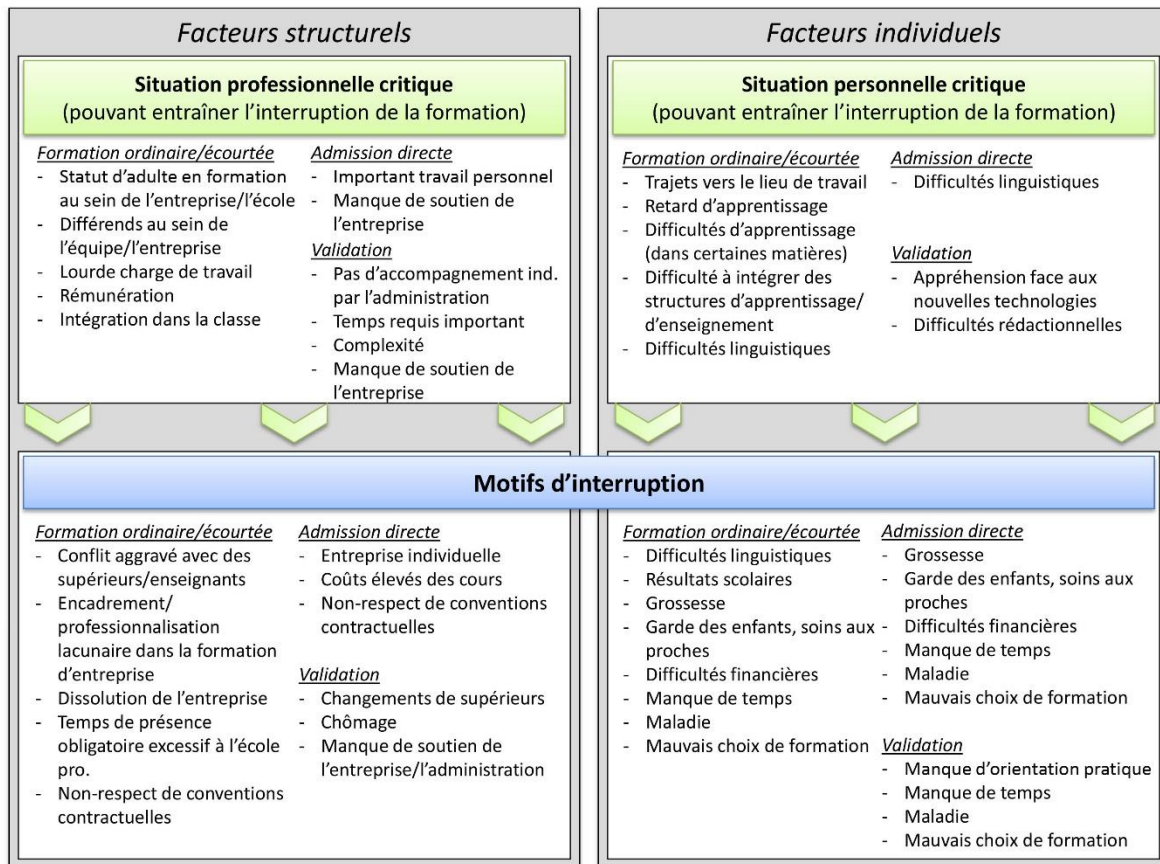 Facteurs structurels
Situation professionnelle critique
(pouvant entraîner l'interruption de la formation)
Formation ordinaire/écourtée
- Statut d'adulte en formation
au sein de l'entreprise/l'école
- Différends au sein de
l'équipe/l'entreprise
- Lourde charge de travail
- Rémunération
- Intégration dans la classe
Admission directe
- Important travail personnel
- Manque de soutien de
l'entreprise
Validation
- Pas d'accompagnement ind.
par l'administration
- Temps requis important
- Complexité
- Manque de soutien de
l'entreprise
Facteurs individuels
Situation personnelle critique
(pouvant entraîner l'interruption de la formation)
Formation ordinaire/écourtée
- Trajets vers le lieu de travail
- Retard d'apprentissage
- Difficultés d'apprentissage
(dans certaines matières)
- Difficulté à intégrer des
structures d'apprentissage/
d'enseignement
- Difficultés linguistiques
Admission directe
- Difficultés linguistiques
Validation
- Appréhension face aux
nouvelles technologies
- Difficultés rédactionnelles
Motifs d'interruption
Formation ordinaire/écourtée
- Conflit aggravé avec des
supérieurs/enseignants
- Encadrement/
professionnalisation
lacunaire dans la formation
d'entreprise
- Dissolution de l'entreprise
- Temps de présence
obligatoire excessif à l'école
pro.
- Non-respect de conventions
contractuelles
Admission directe
- Entreprise individuelle
- Coûts élevés des cours
- Non-respect de conventions
contractuelles
Validation
- Changements de supérieurs
- Chômage
- Manque de soutien de
l'entreprise/l'administration
Formation ordinaire/écourtée
- Difficultés linguistiques
- Résultats scolaires
- Grossesse
- Garde des enfants, soins aux
proches
- Difficultés financières
- Manque de temps
- Maladie
- Mauvais choix de formation
Admission directe
- Grossesse
- Garde des enfants, soins aux
proches
- Difficultés financières
- Manque de temps
- Maladie
- Mauvais choix de formation
Validation
- Manque d'orientation pratique
- Manque de temps
- Maladie
- Mauvais choix de formation